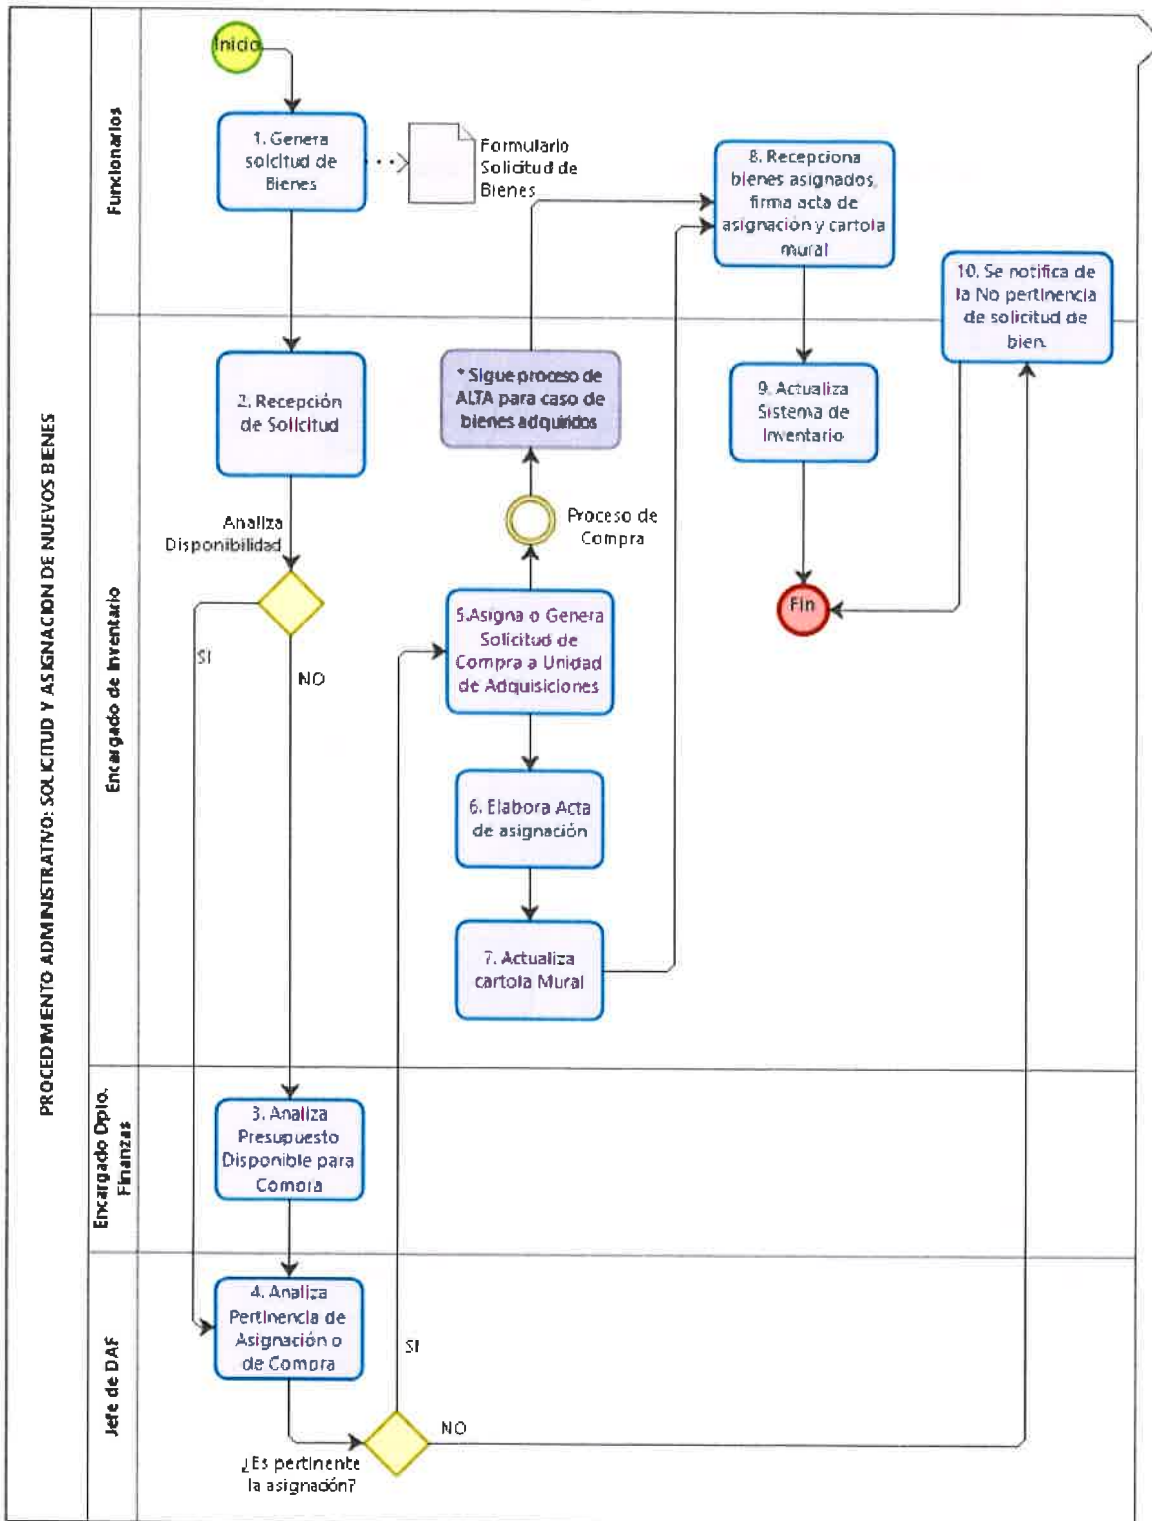 PROCEDIMIENTO ADMINISTRATIVO: SOLICITUD Y ASIGNACION DE NUEVOS BIENES
Funcionarios
Inicio
1. Genera
solcitud de
Bienes
Formulario
Solicitud de
Bienes
8. Recepciona
bienes asignados,
firma acta de
asignación y cartola
mural
10. Se notifica de
la No pertinencia
de solicitud de
bien.
Encargado de Inventario
2. Recepción
de Solicitud
* Sigue proceso de
ALTA para caso de
bienes adquiridos
9. Actualiza
Sistema de
Inventario
Analiza
Disponibilidad
Proceso de
Compra
SI
NO
5.Asigna o Genera
Solicitud de
Compra a Unidad
de Adquisiciones
Fin
6. Elabora Acta
de asignación
7. Actualiza
cartola Mural
Encargado Dpto.
Finanzas
3. Analiza
Presupuesto
Disponible para
Compra
Jefe de DAF
4. Analiza
Pertinencia de
Asignación o
de Compra
SI
NO
¿Es pertinente
la asignación?